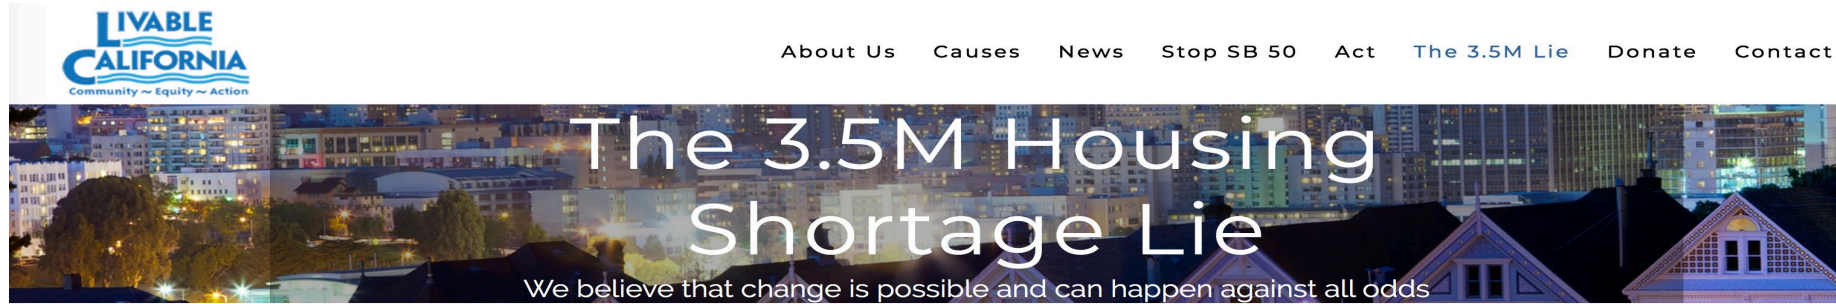 LIVABLE
CALIFORNIA
Community ~ Equity ~ Action
About Us Causes News Stop SB 50 Act The 3.5M Lie Donate Contact
The 3.5M Housing
Shortage Lie
We believe that change is possible and can happen against all odds